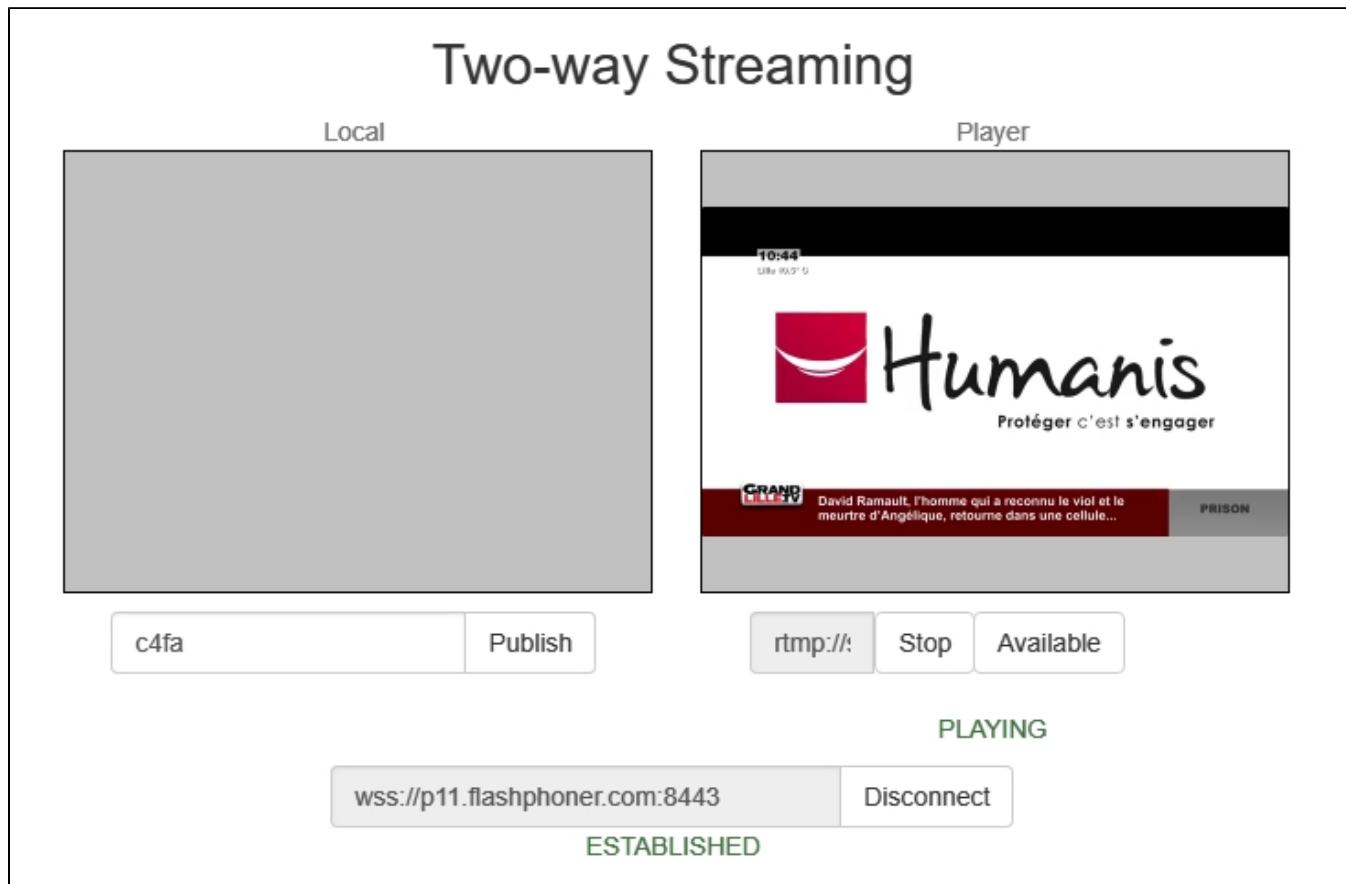 Two-way Streaming
Local
Player
10:44
Humanis
Protéger c'est s'engager
GRAND
LILLE TV
David Ramault, l'homme qui a reconnu le viol et le
meurtre d'Angélique, retourne dans une cellule...
PRISON
c4fa
Publish
rtmp://
Stop
Available
PLAYING
wss://p11.flashphoner.com:8443
Disconnect
ESTABLISHED